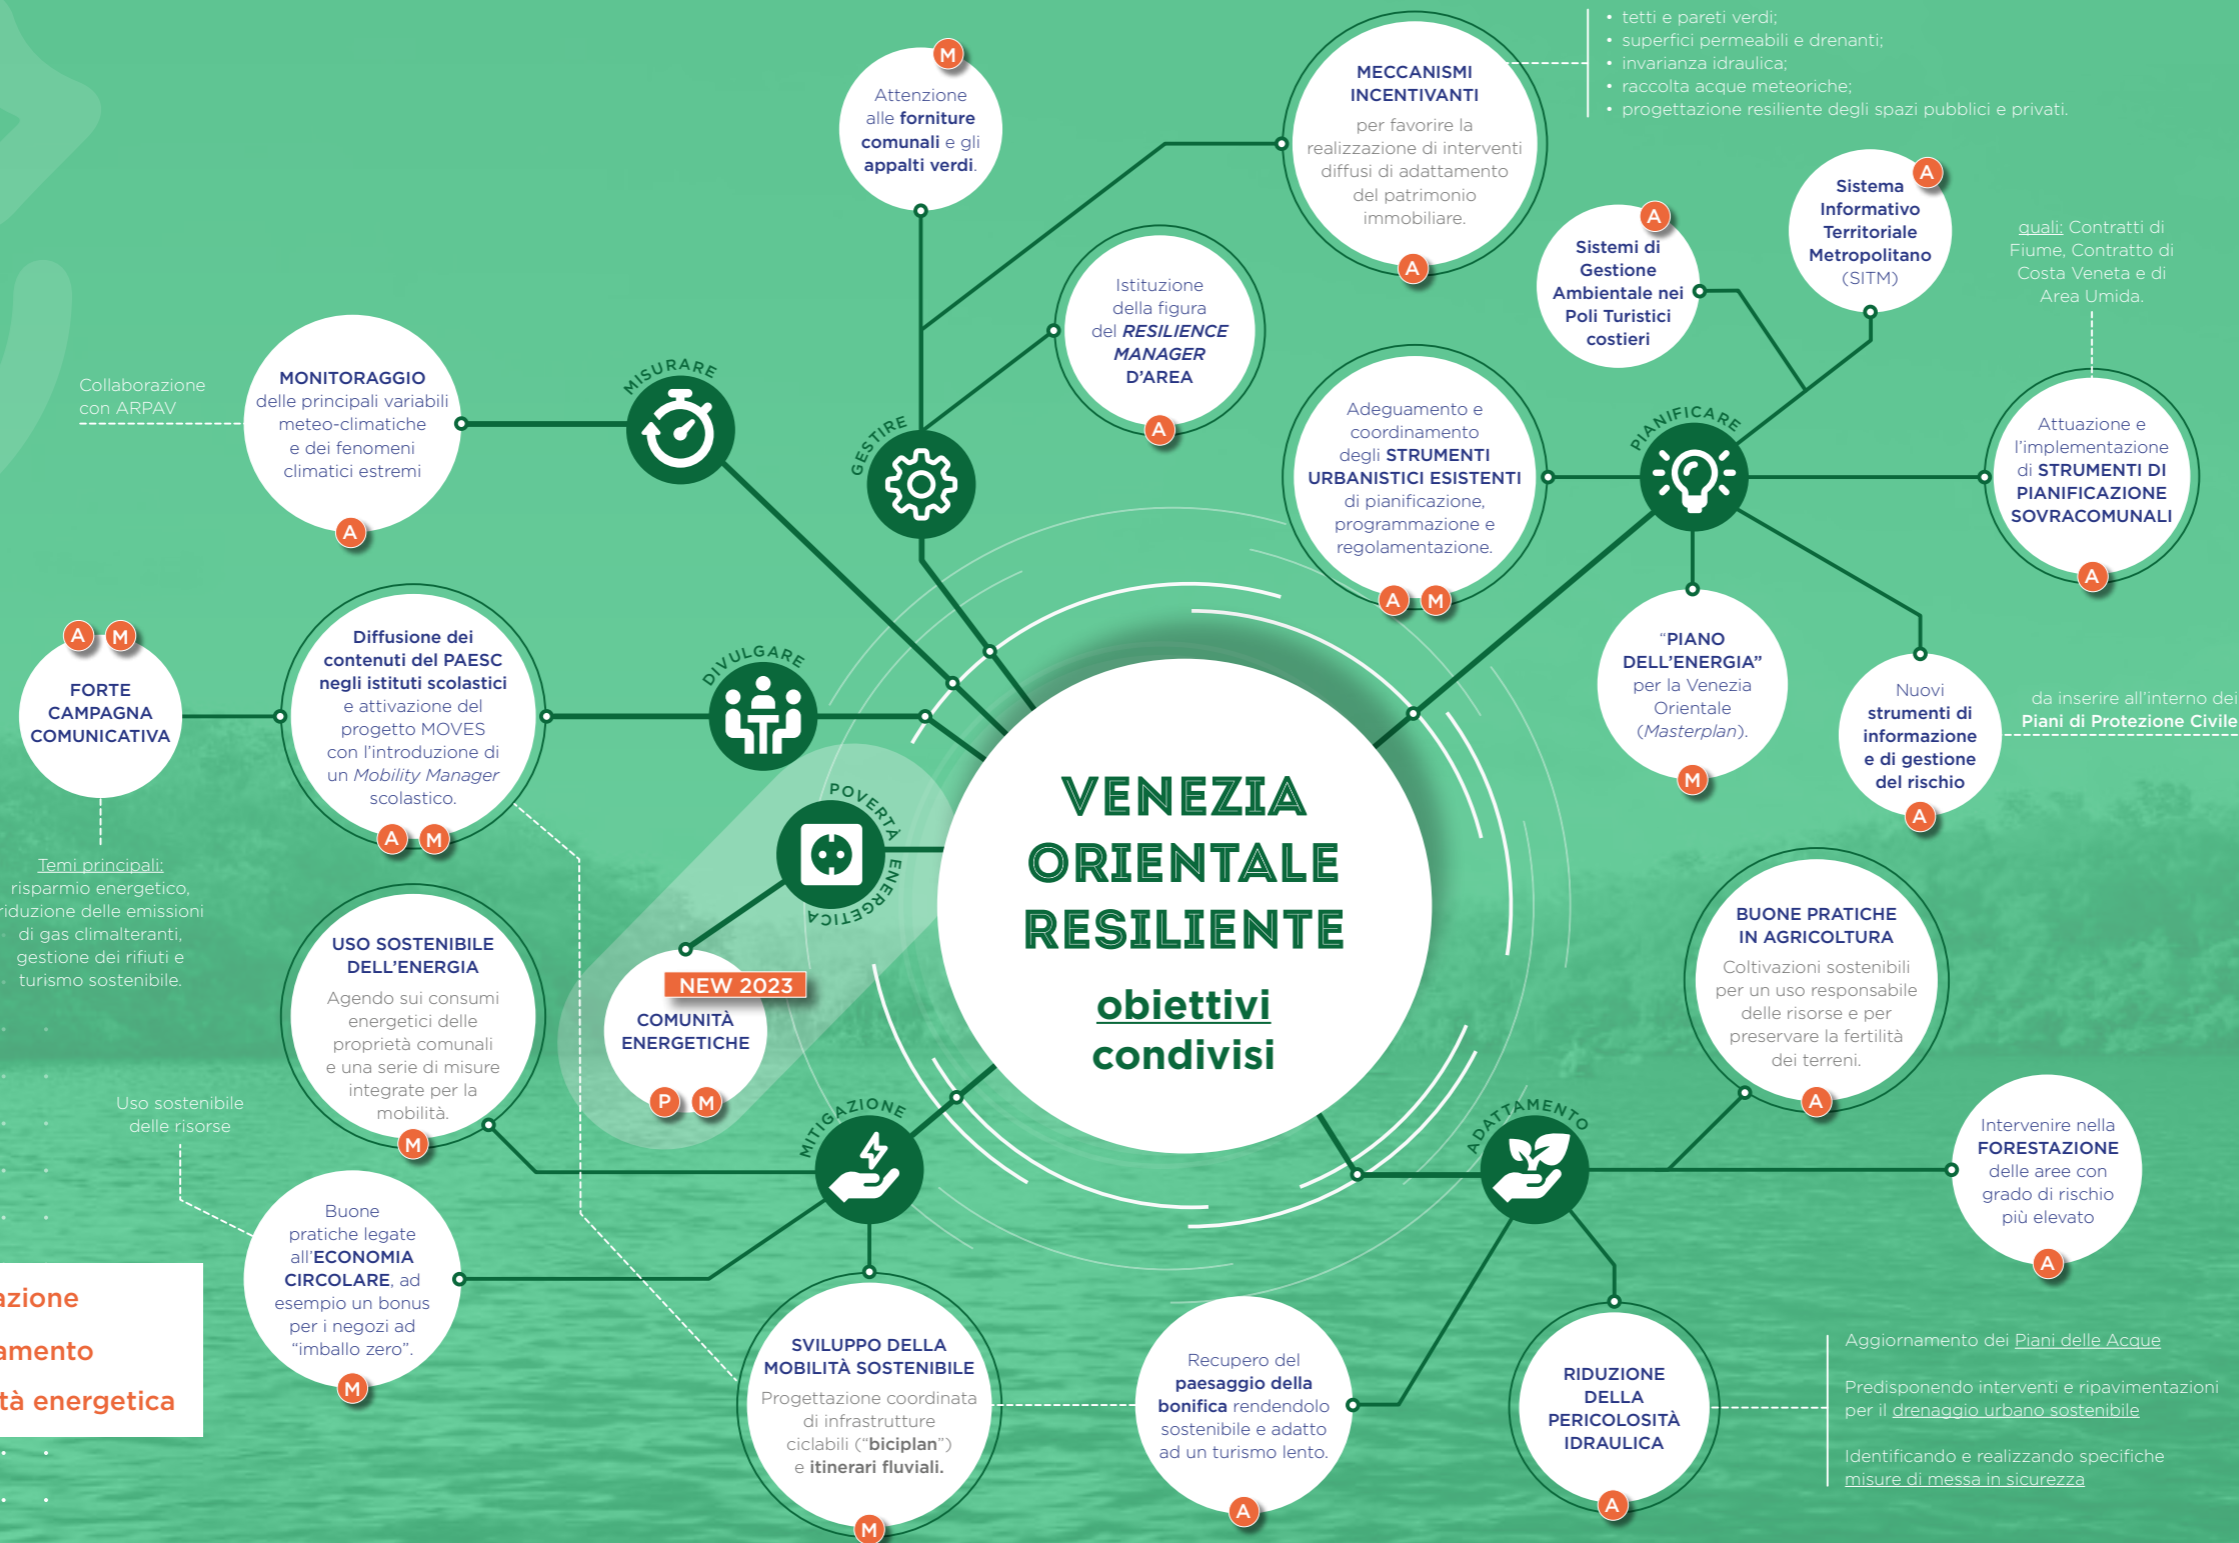 • tetti e pareti verdi;
• superfici permeabili e drenanti;
• invarianza idraulica;
• raccolta acque meteoriche;
• progettazione resiliente degli spazi pubblici e privati.
MECCANISMI
INCENTIVANTI
per favorire la
realizzazione di interventi
diffusi di adattamento
del patrimonio
immobiliare.
A
M
Attenzione
alle forniture
comunali e gli
appalti verdi.
Istituzione
della figura
del RESILIENCE
MANAGER
D'AREA
A
GESTIRE
MISURARE
Collaborazione
con ARPAV
MONITORAGGIO
delle principali variabili
meteo-climatiche
e dei fenomeni
climatici estremi
A
A
Sistemi di
Gestione
Ambientale nei
Poli Turistici
costieri
A
Sistema
Informativo
Territoriale
Metropolitano
(SITM)
quali: Contratti di
Fiume, Contratto di
Costa Veneta e di
Area Umida.
Attuazione e
l'implementazione
di STRUMENTI DI
PIANIFICAZIONE
SOVRACOMUNALI
A
PIANIFICARE
Adeguamento e
coordinamento
degli STRUMENTI
URBANISTICI ESISTENTI
di pianificazione,
programmazione e
regolamentazione.
A M
"PIANO
DELL'ENERGIA"
per la Venezia
Orientale
(Masterplan).
M
Nuovi
strumenti di
informazione
e di gestione
del rischio
A
da inserire all'interno dei
Piani di Protezione Civile
DIVULGARE
Diffusione dei
contenuti del PAESC
negli istituti scolastici
e attivazione del
progetto MOVES
con l'introduzione di
un Mobility Manager
scolastico.
A M
A M
FORTE
CAMPAGNA
COMUNICATIVA
Temi principali:
risparmio energetico,
riduzione delle emissioni
di gas climalteranti,
gestione dei rifiuti e
turismo sostenibile.
POVERTÀ ENERGETICA
NEW 2023
COMUNITÀ
ENERGETICHE
P M
VENEZIA
ORIENTALE
RESILIENTE
obiettivi
condivisi
USO SOSTENIBILE
DELL'ENERGIA
Agendo sui consumi
energetici delle
proprietà comunali
e una serie di misure
integrate per la
mobilità.
M
MITIGAZIONE
Uso sostenibile
delle risorse
Buone
pratiche legate
all'ECONOMIA
CIRCOLARE, ad
esempio un bonus
per i negozi ad
"imballo zero".
M
SVILUPPO DELLA
MOBILITÀ SOSTENIBILE
Progettazione coordinata
di infrastrutture
ciclabili ("biciplan")
e itinerari fluviali.
M
ADATTAMENTO
BUONE PRATICHE
IN AGRICOLTURA
Coltivazioni sostenibili
per un uso responsabile
delle risorse e per
preservare la fertilità
dei terreni.
A
Intervenire nella
FORESTAZIONE
delle aree con
grado di rischio
più elevato
A
Recupero del
paesaggio della
bonifica rendendolo
sostenibile e adatto
ad un turismo lento.
A
RIDUZIONE
DELLA
PERICOLOSITÀ
IDRAULICA
A
Aggiornamento dei Piani delle Acque
Predisponendo interventi e ripavimentazioni
per il drenaggio urbano sostenibile
Identificando e realizzando specifiche
misure di messa in sicurezza
azione
amento
tà energetica